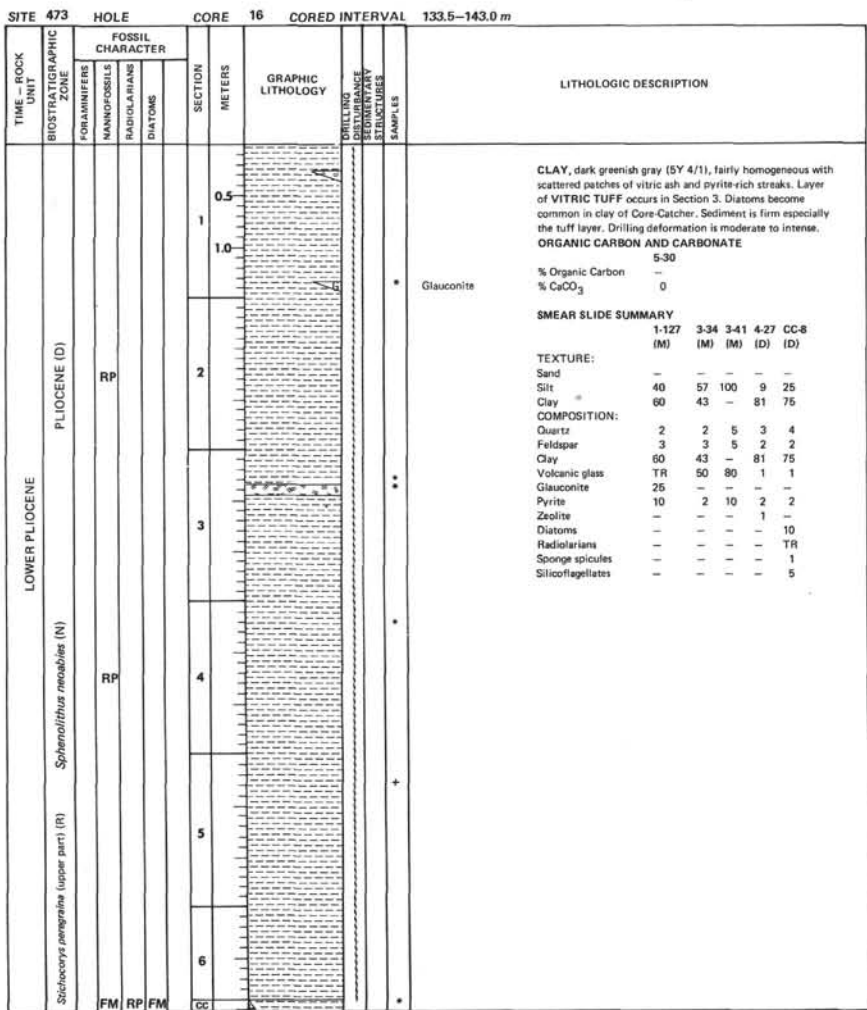 SITE 473 HOLE CORE 16 CORED INTERVAL 133.5–143.0 m
TIME – ROCK UNIT
BIOSTRATIGRAPHIC ZONE
FOSSIL CHARACTER
FORAMINIFERS
NANNOFOSSILS
RADIOLARIANS
DIATOMS
SECTION
METERS
GRAPHIC LITHOLOGY
DRILLING DISTURBANCE
SEDIMENTARY STRUCTURES
SAMPLES
LITHOLOGIC DESCRIPTION
LOWER PLIOCENE
PLIOCENE (D)
Sphenolithus neoabies (N)
Stichocorys peregraina (upper part) (R)
RP
RP
FM RP FM
1
2
3
4
5
6
CC
0.5
1.0
G
G
*
*
*
*
+
*
Glauconite
CLAY, dark greenish gray (5Y 4/1), fairly homogeneous with
scattered patches of vitric ash and pyrite-rich streaks. Layer
of VITRIC TUFF occurs in Section 3. Diatoms become
common in clay of Core-Catcher. Sediment is firm especially
the tuff layer. Drilling deformation is moderate to intense.
ORGANIC CARBON AND CARBONATE
5-30
% Organic Carbon –
% CaCO3 0
SMEAR SLIDE SUMMARY
1-127 3-34 3-41 4-27 CC-8
(M) (M) (M) (D) (D)
TEXTURE:
Sand – – – – –
Silt 40 57 100 9 25
Clay 60 43 – 81 75
COMPOSITION:
Quartz 2 2 5 3 4
Feldspar 3 3 5 2 2
Clay 60 43 – 81 75
Volcanic glass TR 50 80 1 1
Glauconite 25 – – – –
Pyrite 10 2 10 2 2
Zeolite – – – 1 –
Diatoms – – – – 10
Radiolarians – – – – TR
Sponge spicules – – – – 1
Silicoflagellates – – – – 5